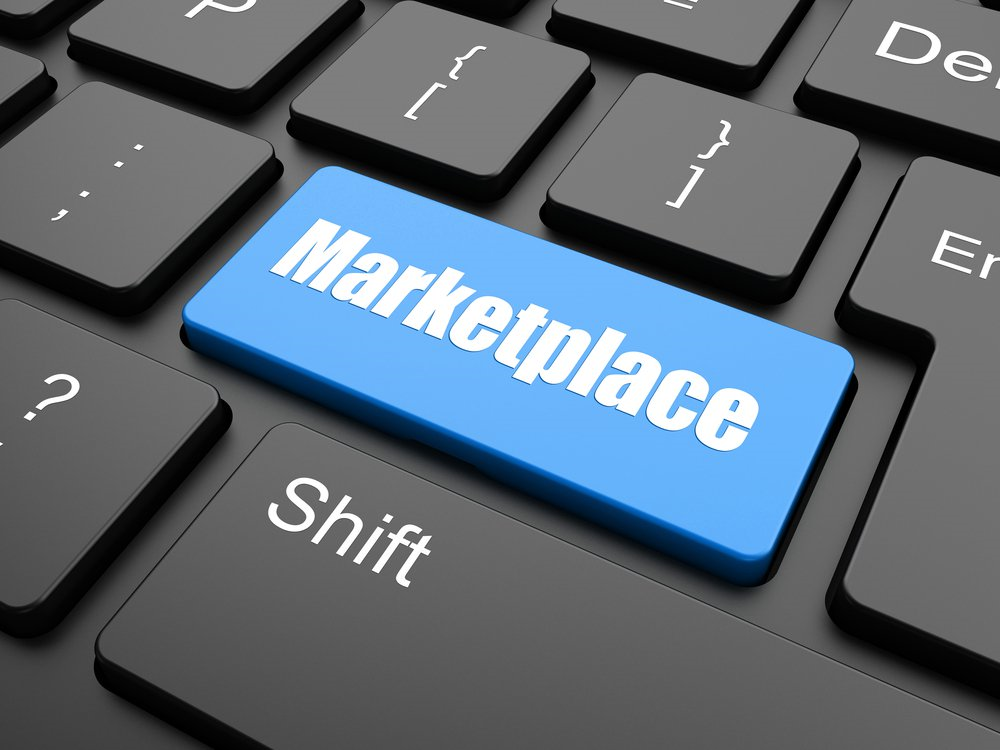 P
{
[
}
]
:
;
Marketplace
?
Shift